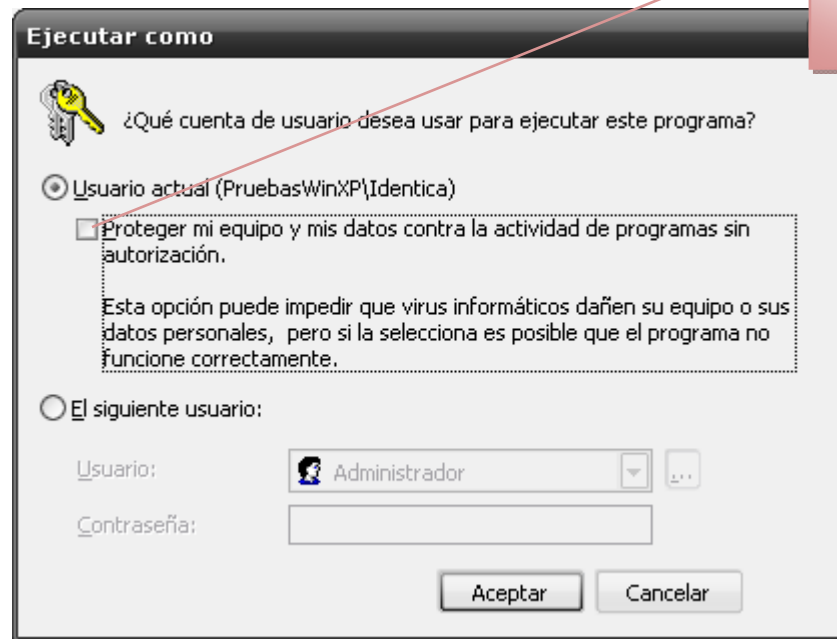 Ejecutar como
¿Qué cuenta de usuario desea usar para ejecutar este programa?
Usuario actual (PruebasWinXP\Identica)
Proteger mi equipo y mis datos contra la actividad de programas sin
autorización.
Esta opción puede impedir que virus informáticos dañen su equipo o sus
datos personales,  pero si la selecciona es posible que el programa no
funcione correctamente.
El siguiente usuario:
Usuario:
Administrador
...
Contraseña:
Aceptar
Cancelar